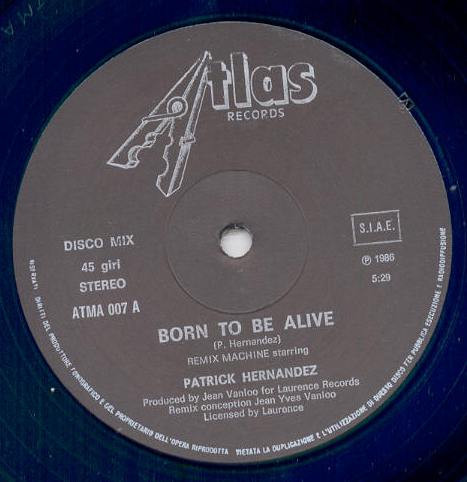 Atlas
RECORDS
DISCO MIX
45 giri
STEREO
ATMA 007 A
S.I.A.E.
℗ 1986
5:29
BORN TO BE ALIVE
(P. Hernandez)
REMIX MACHINE starring
PATRICK HERNANDEZ
Produced by Jean Vanloo for Laurence Records
Remix conception Jean Yves Vanloo
Licensed by Laurence
RISERVATI I DIRITTI DEL PRODUTTORE FONOGRAFICO E DEL PROPRIETARIO DELL'OPERA RIPRODOTTA VIETATA LA DUPLICAZIONE E L'UTILIZZAZIONE DI QUESTO DISCO PER PUBBLICA ESECUZIONE E RADIODIFFUSIONE